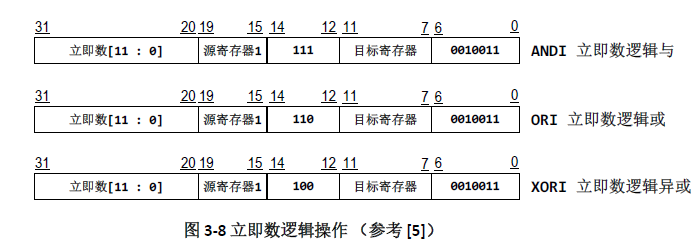 31 20 19 15 14 12 11 7 6 0
立即数[11 : 0] 源寄存器1 111 目标寄存器 0010011 ANDI 立即数逻辑与
31 20 19 15 14 12 11 7 6 0
立即数[11 : 0] 源寄存器1 110 目标寄存器 0010011 ORI 立即数逻辑或
31 20 19 15 14 12 11 7 6 0
立即数[11 : 0] 源寄存器1 100 目标寄存器 0010011 XORI 立即数逻辑异或
图 3-8 立即数逻辑操作 （参考 [5]）